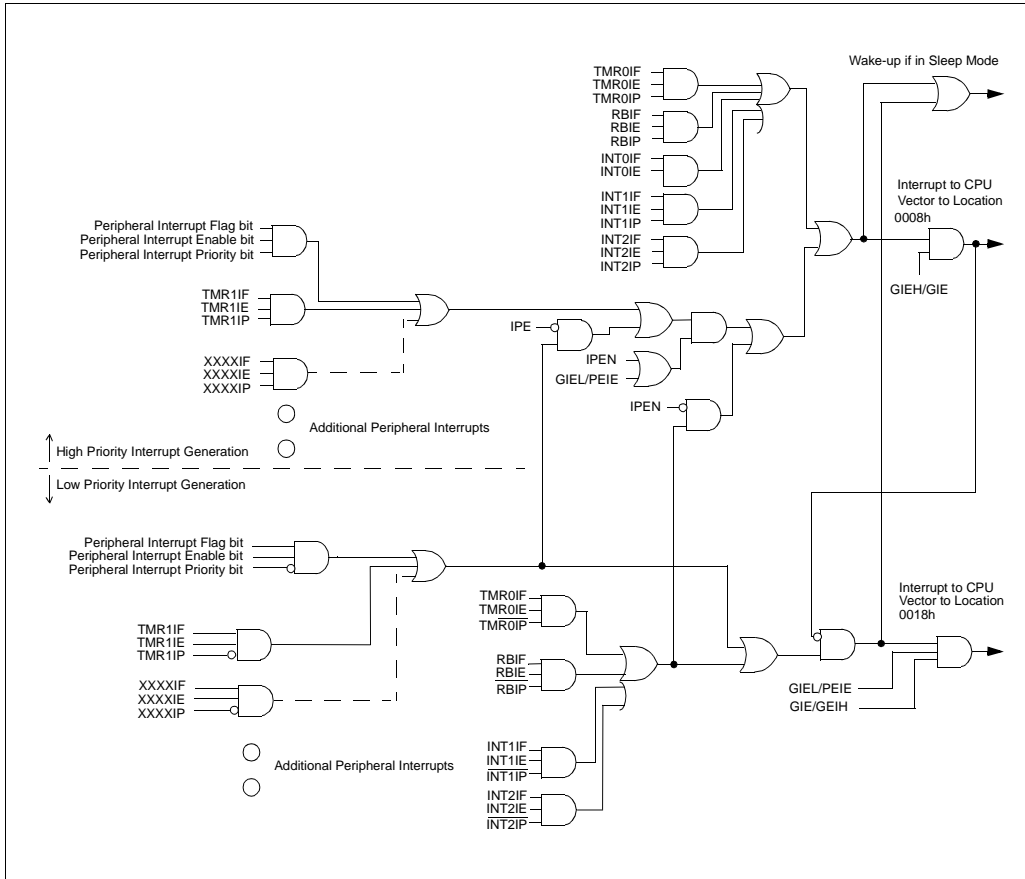 Wake-up if in Sleep Mode
TMR0IF
TMR0IE
TMR0IP
RBIF
RBIE
RBIP
INT0IF
INT0IE
INT1IF
INT1IE
INT1IP
INT2IF
INT2IE
INT2IP
Interrupt to CPU
Vector to Location
0008h
GIEH/GIE
Peripheral Interrupt Flag bit
Peripheral Interrupt Enable bit
Peripheral Interrupt Priority bit
TMR1IF
TMR1IE
TMR1IP
XXXXIF
XXXXIE
XXXXIP
IPE
IPEN
GIEL/PEIE
IPEN
Additional Peripheral Interrupts
High Priority Interrupt Generation
Low Priority Interrupt Generation
Peripheral Interrupt Flag bit
Peripheral Interrupt Enable bit
Peripheral Interrupt Priority bit
TMR1IF
TMR1IE
TMR1IP
XXXXIF
XXXXIE
XXXXIP
Additional Peripheral Interrupts
TMR0IF
TMR0IE
TMR0IP
RBIF
RBIE
RBIP
INT1IF
INT1IE
INT1IP
INT2IF
INT2IE
INT2IP
Interrupt to CPU
Vector to Location
0018h
GIEL/PEIE
GIE/GEIH